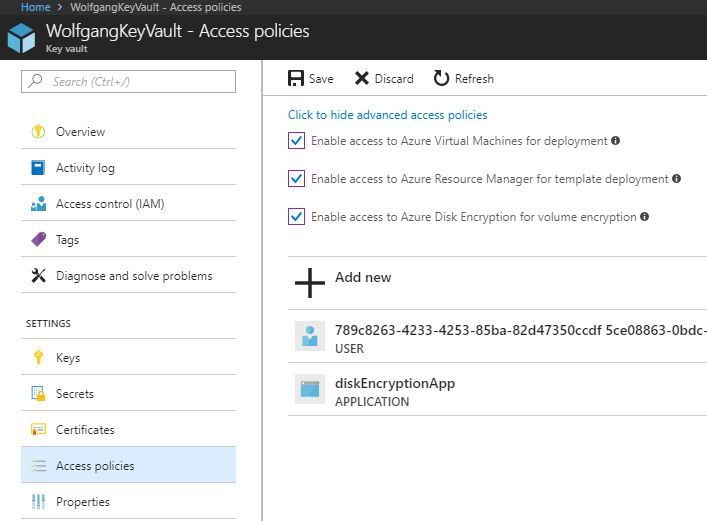 Home > WolfgangKeyVault - Access policies
WolfgangKeyVault - Access policies
Key vault
Search (Ctrl+/)
Overview
Activity log
Access control (IAM)
Tags
Diagnose and solve problems
SETTINGS
Keys
Secrets
Certificates
Access policies
Properties
Save Discard Refresh
Click to hide advanced access policies
Enable access to Azure Virtual Machines for deployment
Enable access to Azure Resource Manager for template deployment
Enable access to Azure Disk Encryption for volume encryption
Add new
789c8263-4233-4253-85ba-82d47350ccdf 5ce08863-0bdc-
USER
diskEncryptionApp
APPLICATION